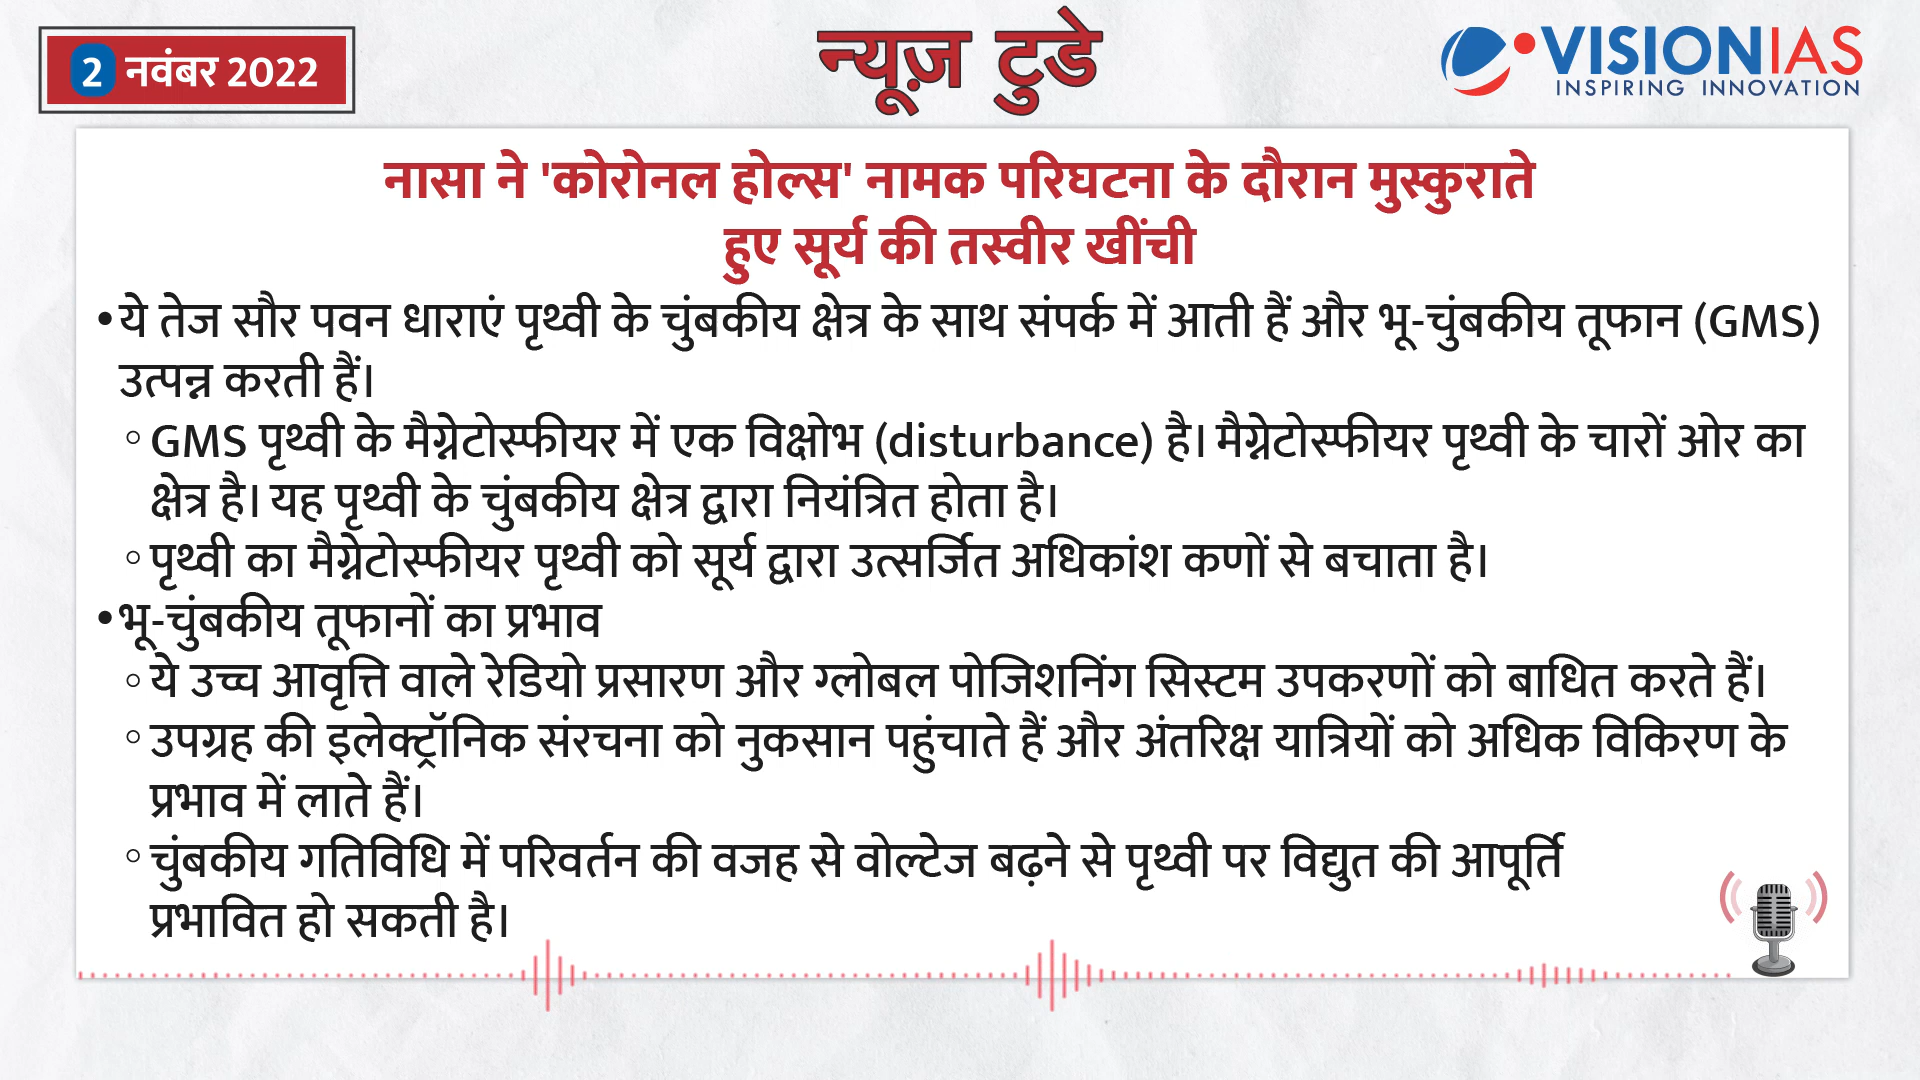 2 नवंबर 2022
न्यूज़ टुडे
VISIONIAS
INSPIRING INNOVATION
नासा ने 'कोरोनल होल्स' नामक परिघटना के दौरान मुस्कुराते
हुए सूर्य की तस्वीर खींची
•ये तेज सौर पवन धाराएं पृथ्वी के चुंबकीय क्षेत्र के साथ संपर्क में आती हैं और भू-चुंबकीय तूफान (GMS)
उत्पन्न करती हैं।
◦GMS पृथ्वी के मैग्नेटोस्फीयर में एक विक्षोभ (disturbance) है। मैग्नेटोस्फीयर पृथ्वी के चारों ओर का
क्षेत्र है। यह पृथ्वी के चुंबकीय क्षेत्र द्वारा नियंत्रित होता है।
◦पृथ्वी का मैग्नेटोस्फीयर पृथ्वी को सूर्य द्वारा उत्सर्जित अधिकांश कणों से बचाता है।
•भू-चुंबकीय तूफानों का प्रभाव
◦ये उच्च आवृत्ति वाले रेडियो प्रसारण और ग्लोबल पोजिशनिंग सिस्टम उपकरणों को बाधित करते हैं।
◦उपग्रह की इलेक्ट्रॉनिक संरचना को नुकसान पहुंचाते हैं और अंतरिक्ष यात्रियों को अधिक विकिरण के
प्रभाव में लाते हैं।
◦चुंबकीय गतिविधि में परिवर्तन की वजह से वोल्टेज बढ़ने से पृथ्वी पर विद्युत की आपूर्ति
प्रभावित हो सकती है।